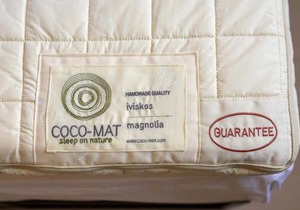 HANDMADE QUALITY
iviskos
magnolia
www.coco-mat.com
COCO-MAT
sleep on nature
GUARANTEE